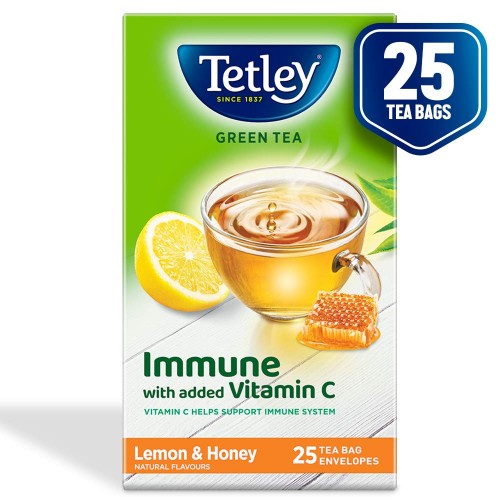 Tetley
SINCE 1837
GREEN TEA
25
TEA BAGS
Immune
with added Vitamin C
VITAMIN C HELPS SUPPORT IMMUNE SYSTEM
Lemon & Honey
NATURAL FLAVOURS
25 TEA BAG
ENVELOPES